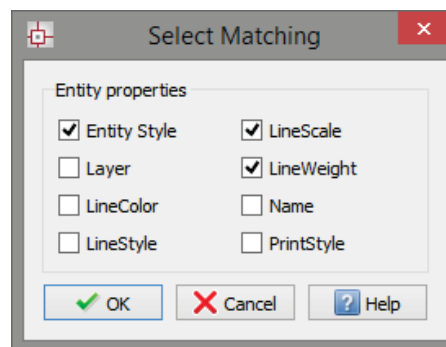 Select Matching
Entity properties
Entity Style LineScale
Layer LineWeight
LineColor Name
LineStyle PrintStyle
OK Cancel Help